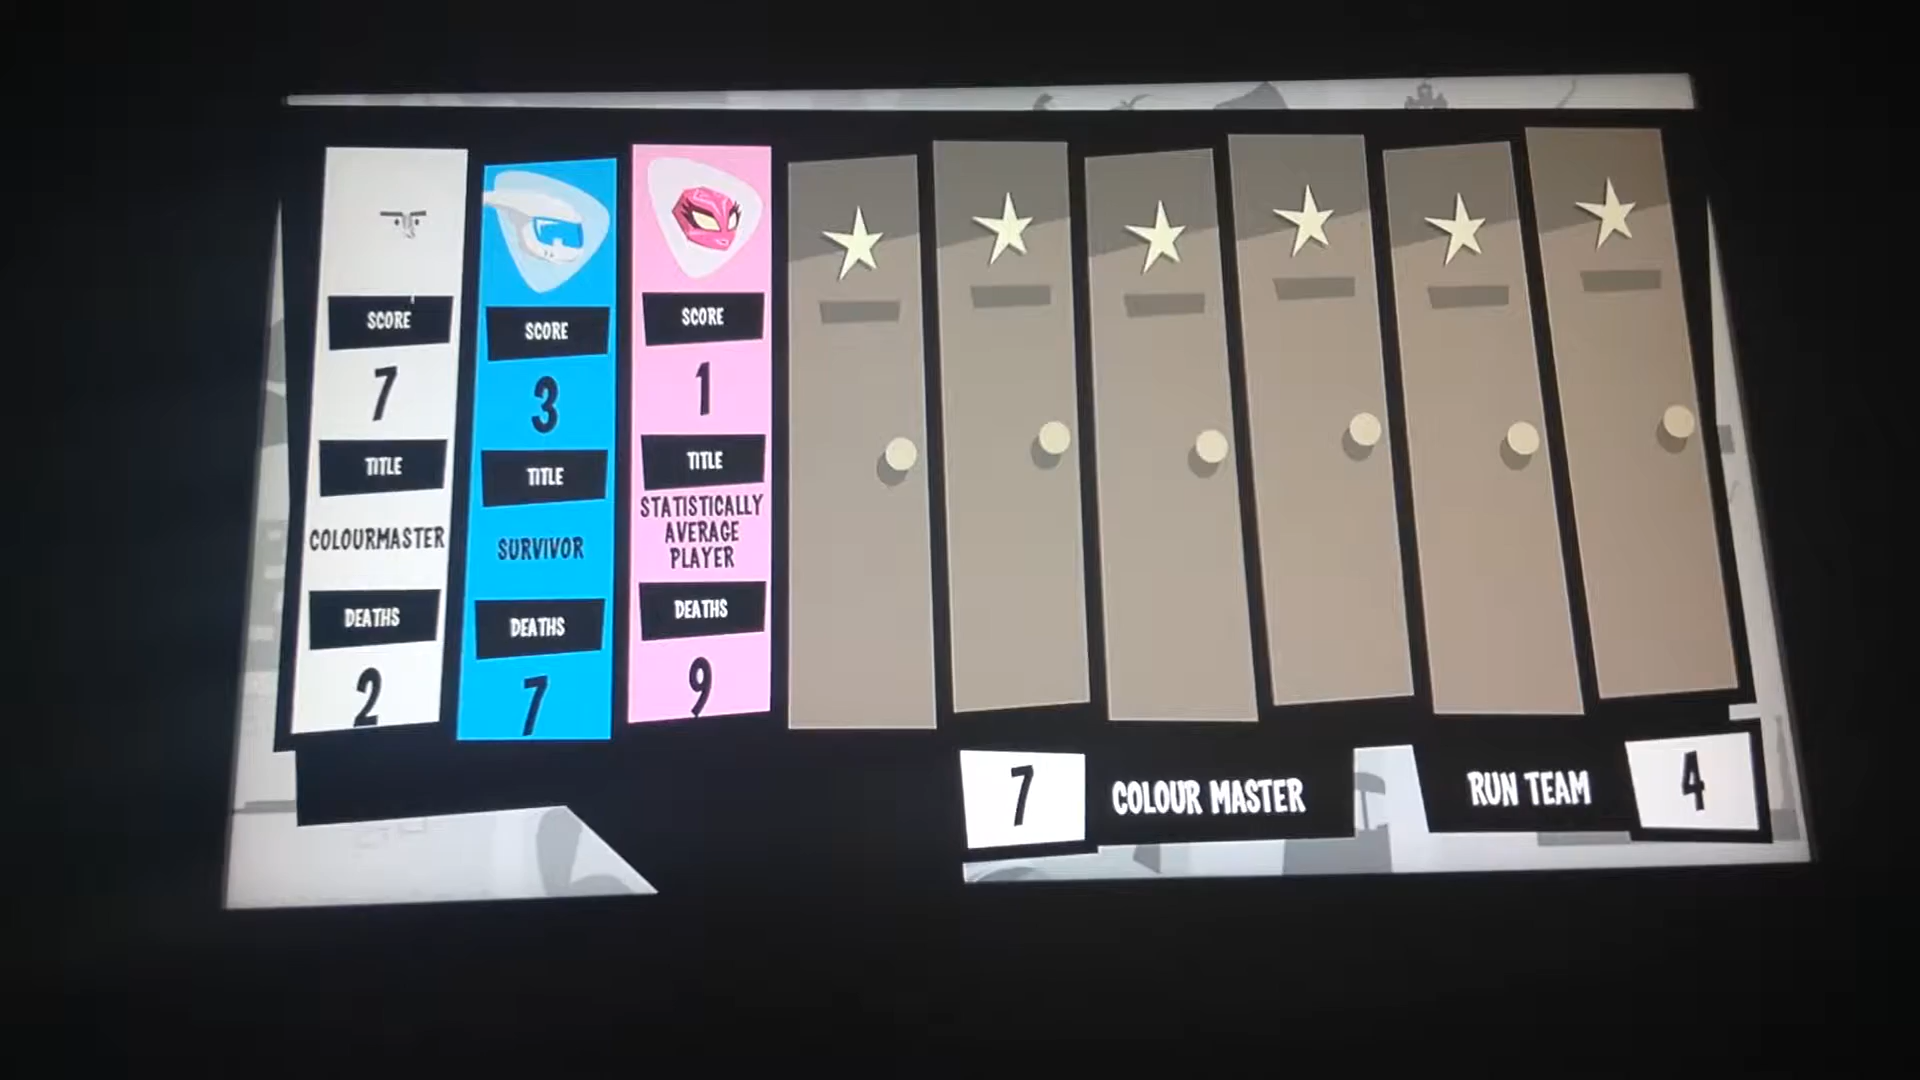 SCORE
7
TITLE
COLOURMASTER
DEATHS
2
SCORE
3
TITLE
SURVIVOR
DEATHS
7
SCORE
1
TITLE
STATISTICALLY
AVERAGE
PLAYER
DEATHS
9
7 COLOUR MASTER
RUN TEAM 4